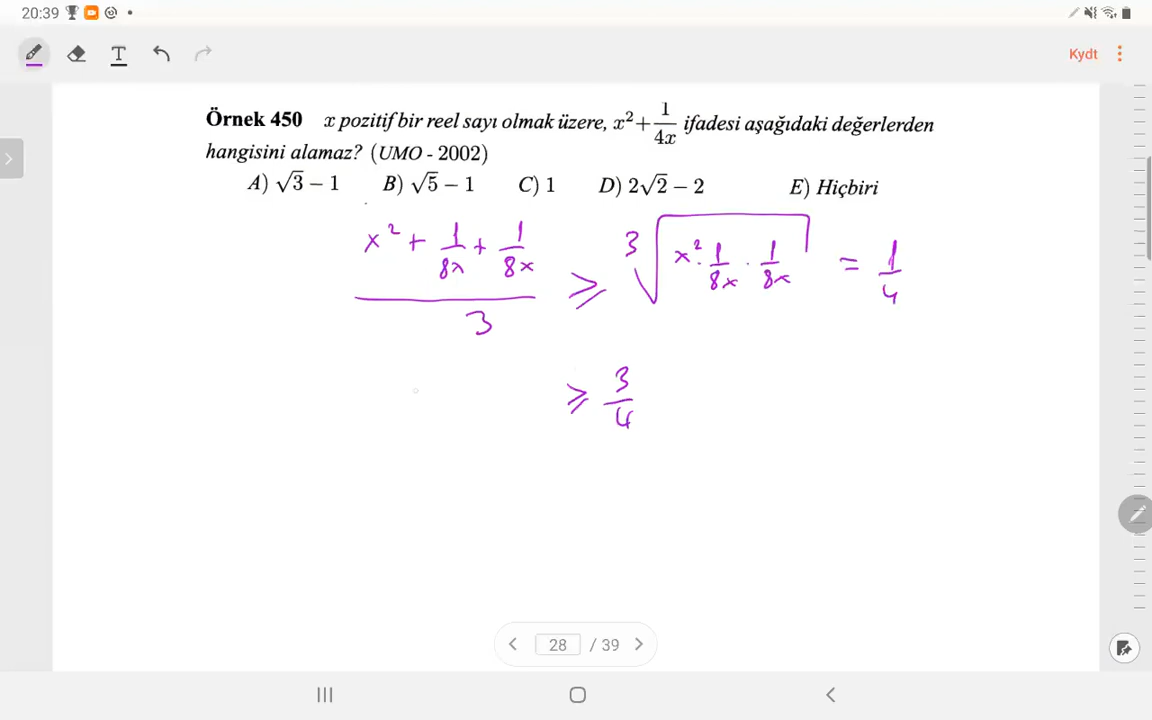 20:39
Kydt
Örnek 450 x pozitif bir reel sayı olmak üzere, x² + 1/(4x) ifadesi aşağıdaki değerlerden
hangisini alamaz? (UMO - 2002)
A) √3 − 1 B) √5 − 1 C) 1 D) 2√2 − 2 E) Hiçbiri
(x² + 1/(8x) + 1/(8x))/3 ≥ ∛(x² · 1/(8x) · 1/(8x)) = 1/4
≥ 3/4
28 / 39